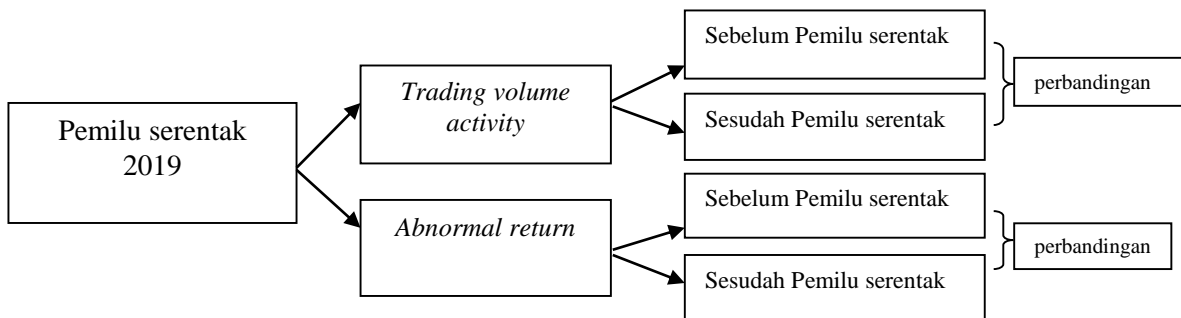 Pemilu serentak
2019
Trading volume
activity
Sebelum Pemilu serentak
Sesudah Pemilu serentak
perbandingan
Abnormal return
Sebelum Pemilu serentak
Sesudah Pemilu serentak
perbandingan